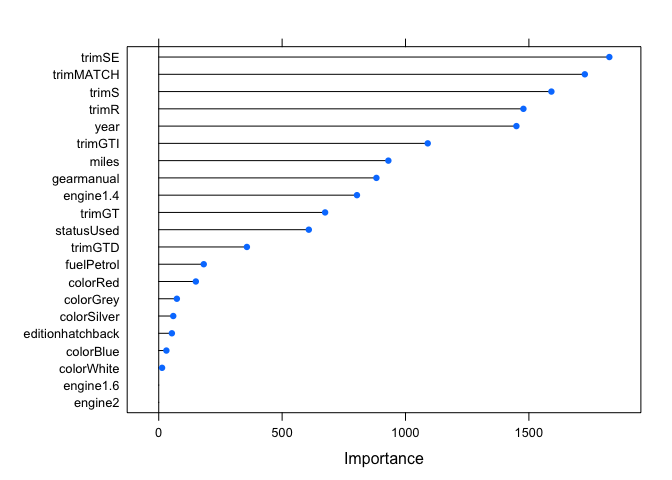 trimSE
trimMATCH
trimS
trimR
year
trimGTI
miles
gearmanual
engine1.4
trimGT
statusUsed
trimGTD
fuelPetrol
colorRed
colorGrey
colorSilver
editionhatchback
colorBlue
colorWhite
engine1.6
engine2
0 500 1000 1500
Importance